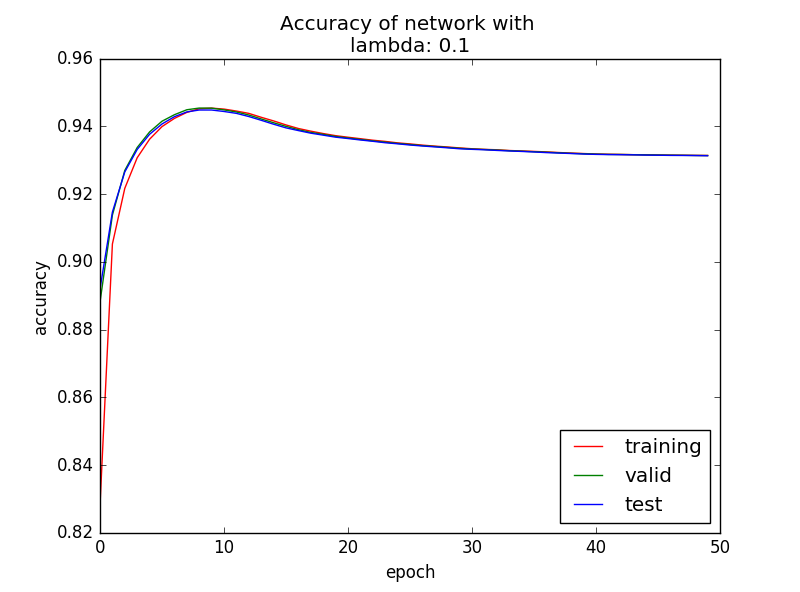 Accuracy of network with
lambda: 0.1
0.96
0.94
0.92
0.90
0.88
0.86
0.84
0.82
accuracy
training
valid
test
0 10 20 30 40 50
epoch